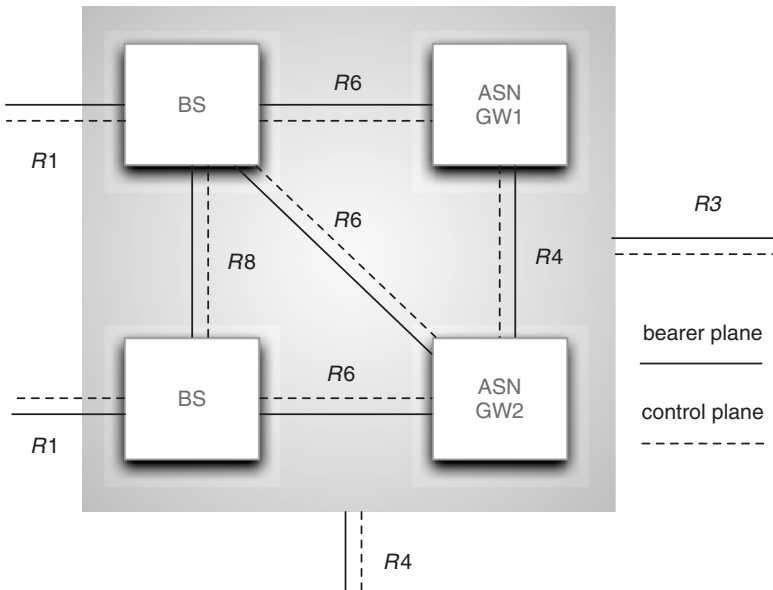 BS
R6
ASN
GW1
R1
R3
R6
R8
R4
bearer plane
R6
BS
ASN
GW2
control plane
R1
R4